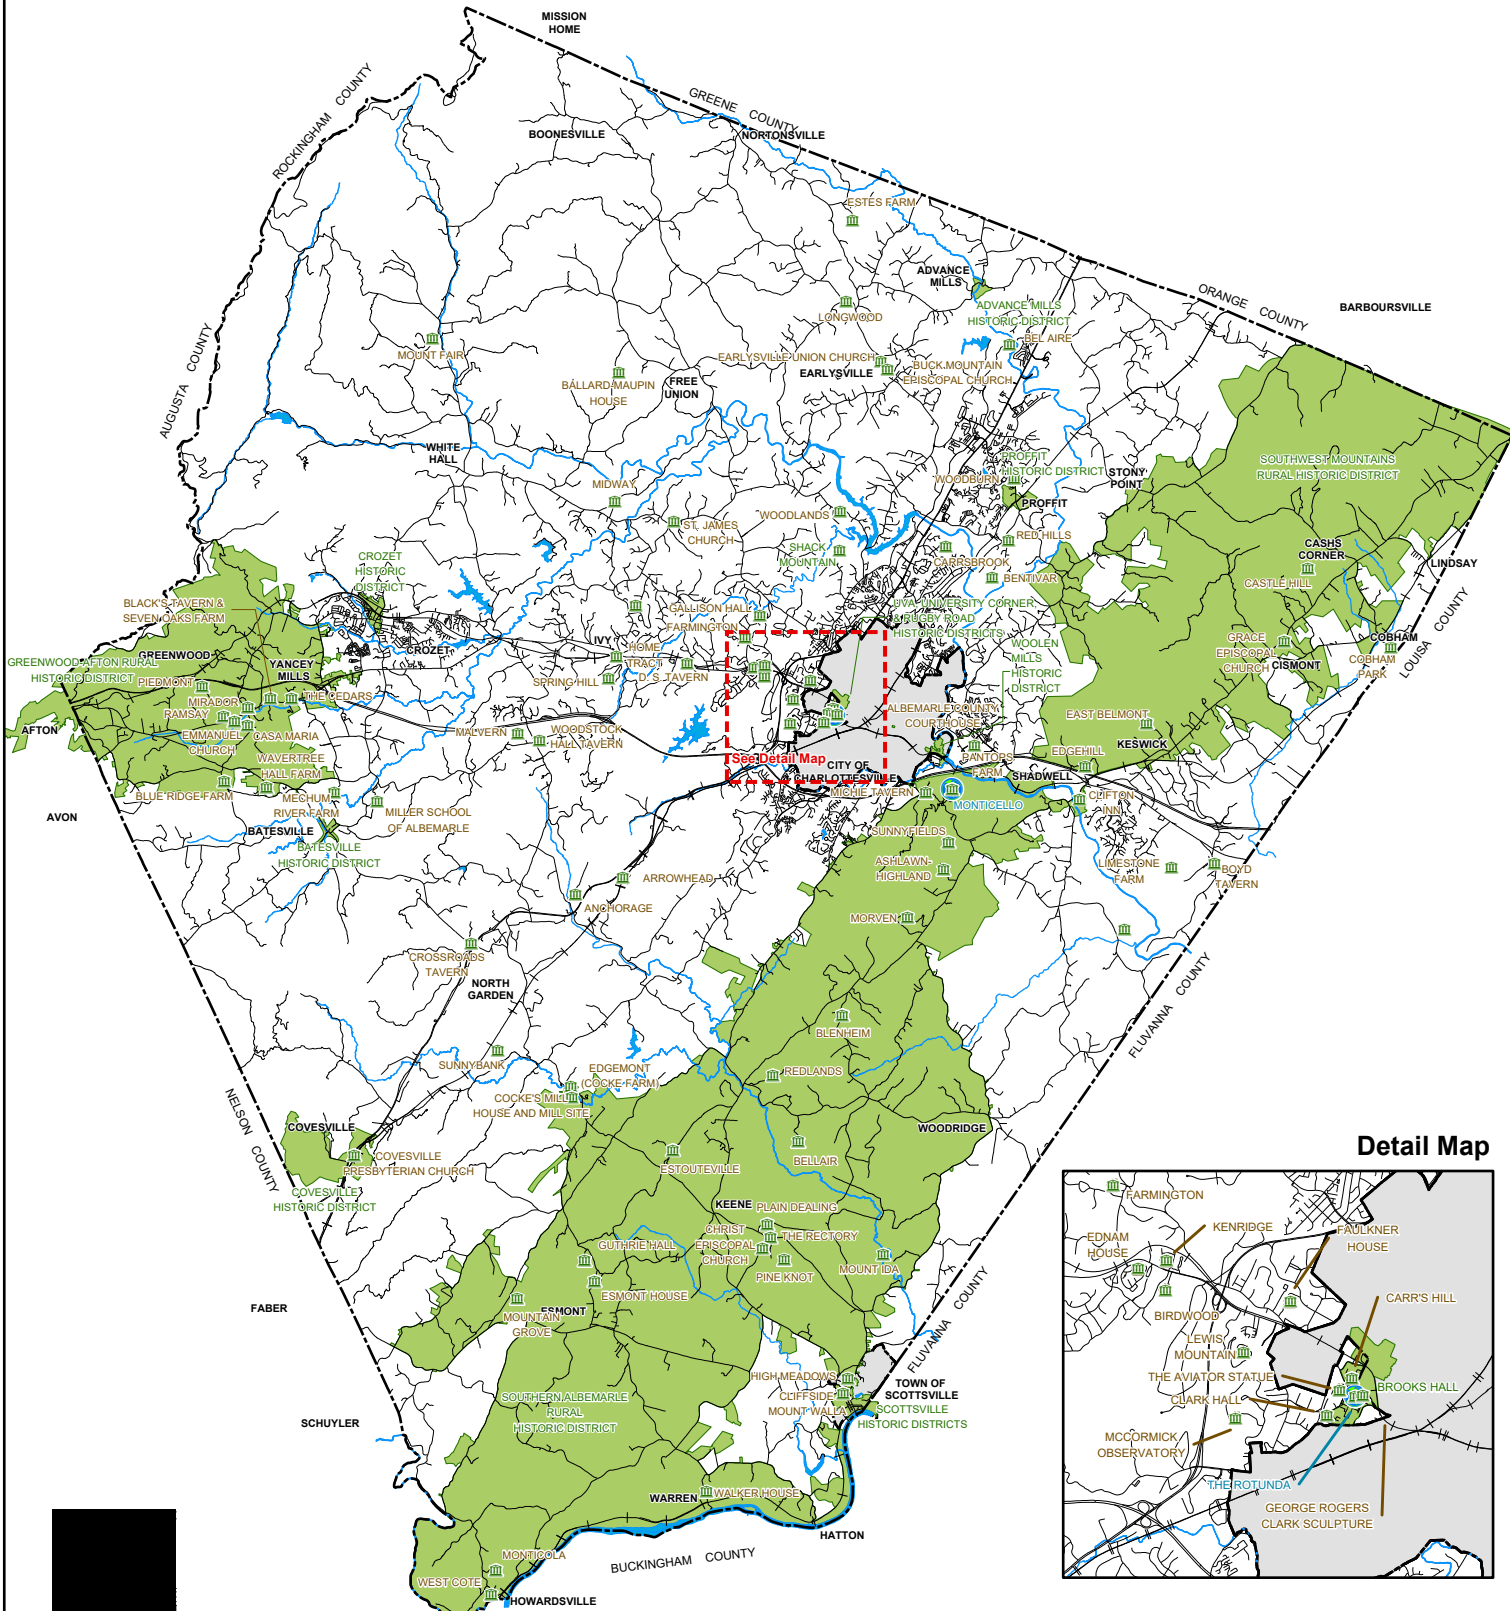 MISSION
HOME
ROCKINGHAM COUNTY
GREENE COUNTY
BOONESVILLE
NORTONSVILLE
ESTES FARM
ADVANCE
MILLS
ORANGE COUNTY
BARBOURSVILLE
ADVANCE MILLS
HISTORIC DISTRICT
LONGWOOD
BEL AIRE
AUGUSTA COUNTY
MOUNT FAIR
EARLYSVILLE UNION CHURCH
EARLYSVILLE
BUCK MOUNTAIN
EPISCOPAL CHURCH
BALLARD-MAUPIN
HOUSE
FREE
UNION
WHITE
HALL
PROFFIT
HISTORIC DISTRICT
SOUTHWEST MOUNTAINS
RURAL HISTORIC DISTRICT
STONY
POINT
WOODBURN
MIDWAY
PROFFIT
WOODLANDS
ST. JAMES
CHURCH
RED HILLS
CASHS
CORNER
SHACK
MOUNTAIN
CROZET
HISTORIC
DISTRICT
CARRSBROOK
LINDSAY
BENTIVAR
CASTLE HILL
BLACK'S TAVERN &
SEVEN OAKS FARM
GALLISON HALL
UVA, UNIVERSITY CORNER,
& RUGBY ROAD
HISTORIC DISTRICTS
FARMINGTON
LOUISA COUNTY
IVY
CROZET
HOME
TRACT
WOOLEN
MILLS
HISTORIC
DISTRICT
GRACE
EPISCOPAL
CHURCH
COBHAM
GREENWOOD
GREENWOOD-AFTON RURAL
HISTORIC DISTRICT
YANCEY
MILLS
CISMONT
COBHAM
PARK
D. S. TAVERN
SPRING HILL
PIEDMONT
THE CEDARS
MIRADOR
RAMSAY
ALBEMARLE COUNTY
COURTHOUSE
EAST BELMONT
AFTON
EMMANUEL
CHURCH
CASA MARIA
MALVERN
WOODSTOCK
HALL TAVERN
KESWICK
EDGEHILL
WAVERTREE
HALL FARM
See Detail Map
CITY OF
CHARLOTTESVILLE
PANTOPS
FARM
SHADWELL
BLUE RIDGE FARM
MECHUM
RIVER FARM
MICHIE TAVERN
MONTICELLO
CLIFTON
INN
AVON
MILLER SCHOOL
OF ALBEMARLE
BATESVILLE
SUNNYFIELDS
BATESVILLE
HISTORIC DISTRICT
ASHLAWN-
HIGHLAND
LIMESTONE
FARM
BOYD
TAVERN
ARROWHEAD
ANCHORAGE
MORVEN
CROSSROADS
TAVERN
NORTH
GARDEN
FLUVANNA COUNTY
BLENHEIM
SUNNYBANK
EDGEMONT
(COCKE FARM)
REDLANDS
COCKE'S MILL
HOUSE AND MILL SITE
NELSON COUNTY
COVESVILLE
WOODRIDGE
COVESVILLE
PRESBYTERIAN CHURCH
BELLAIR
ESTOUTEVILLE
COVESVILLE
HISTORIC DISTRICT
KEENE
PLAIN DEALING
CHRIST
EPISCOPAL
CHURCH
THE RECTORY
GUTHRIE HALL
MOUNT IDA
PINE KNOT
ESMONT HOUSE
FABER
ESMONT
MOUNTAIN
GROVE
FLUVANNA COUNTY
HIGH MEADOWS
CLIFFSIDE
MOUNT WALLA
TOWN OF
SCOTTSVILLE
SCOTTSVILLE
HISTORIC DISTRICTS
SOUTHERN ALBEMARLE
RURAL
HISTORIC DISTRICT
SCHUYLER
WARREN
WALKER HOUSE
HATTON
MONTICOLA
BUCKINGHAM COUNTY
WEST COTE
HOWARDSVILLE
Detail Map
FARMINGTON
KENRIDGE
EDNAM
HOUSE
FAULKNER
HOUSE
CARR'S HILL
BIRDWOOD
LEWIS
MOUNTAIN
THE AVIATOR STATUE
BROOKS HALL
CLARK HALL
MCCORMICK
OBSERVATORY
THE ROTUNDA
GEORGE ROGERS
CLARK SCULPTURE